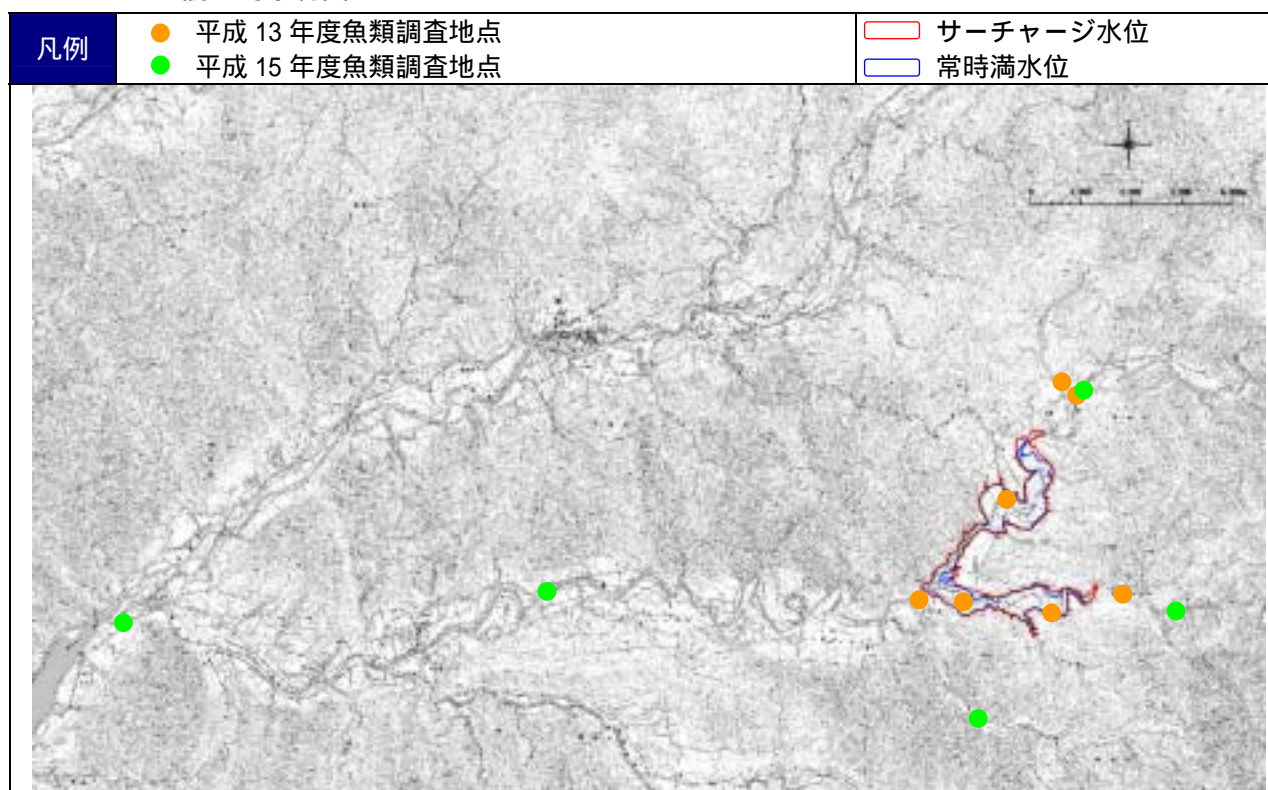 凡例
平成 13 年度魚類調査地点
平成 15 年度魚類調査地点
サーチャージ水位
常時満水位